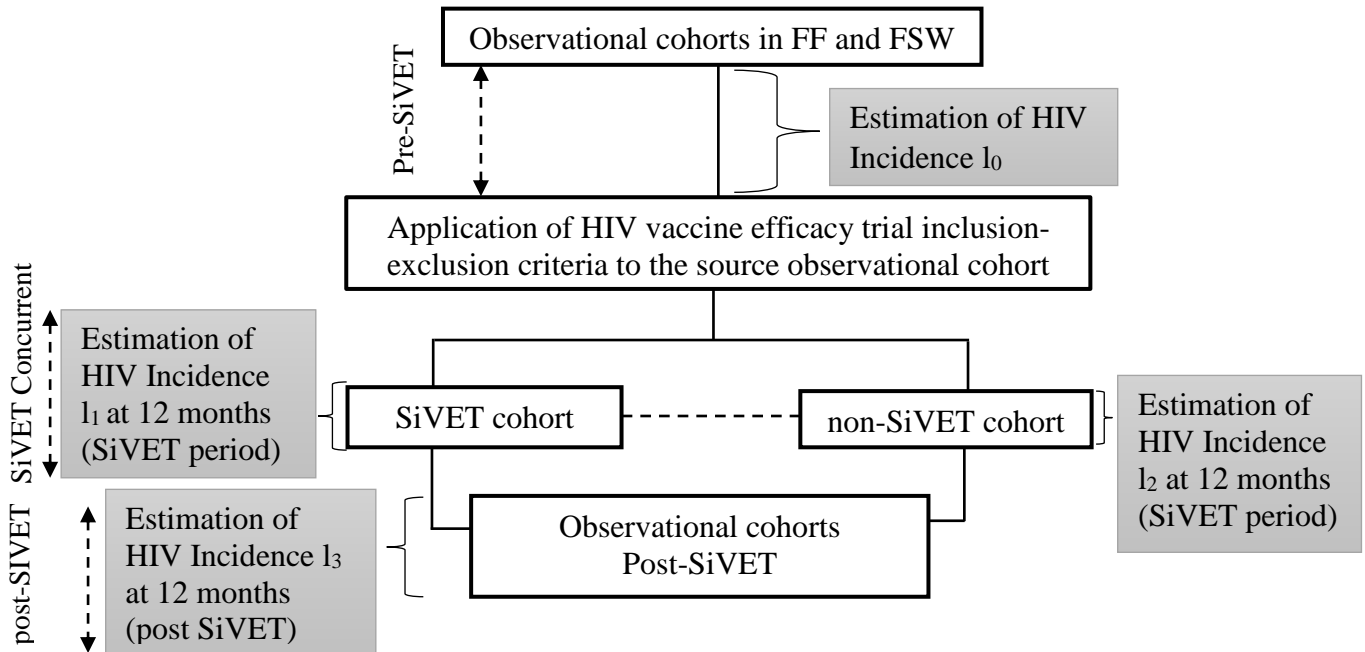 Observational cohorts in FF and FSW
Pre-SiVET
Estimation of HIV
Incidence l₀
Application of HIV vaccine efficacy trial inclusion-
exclusion criteria to the source observational cohort
SiVET Concurrent
Estimation of
HIV Incidence
l₁ at 12 months
(SiVET period)
SiVET cohort
non-SiVET cohort
Estimation of
HIV Incidence
l₂ at 12 months
(SiVET period)
post-SIVET
Estimation of
HIV Incidence l₃
at 12 months
(post SiVET)
Observational cohorts
Post-SiVET